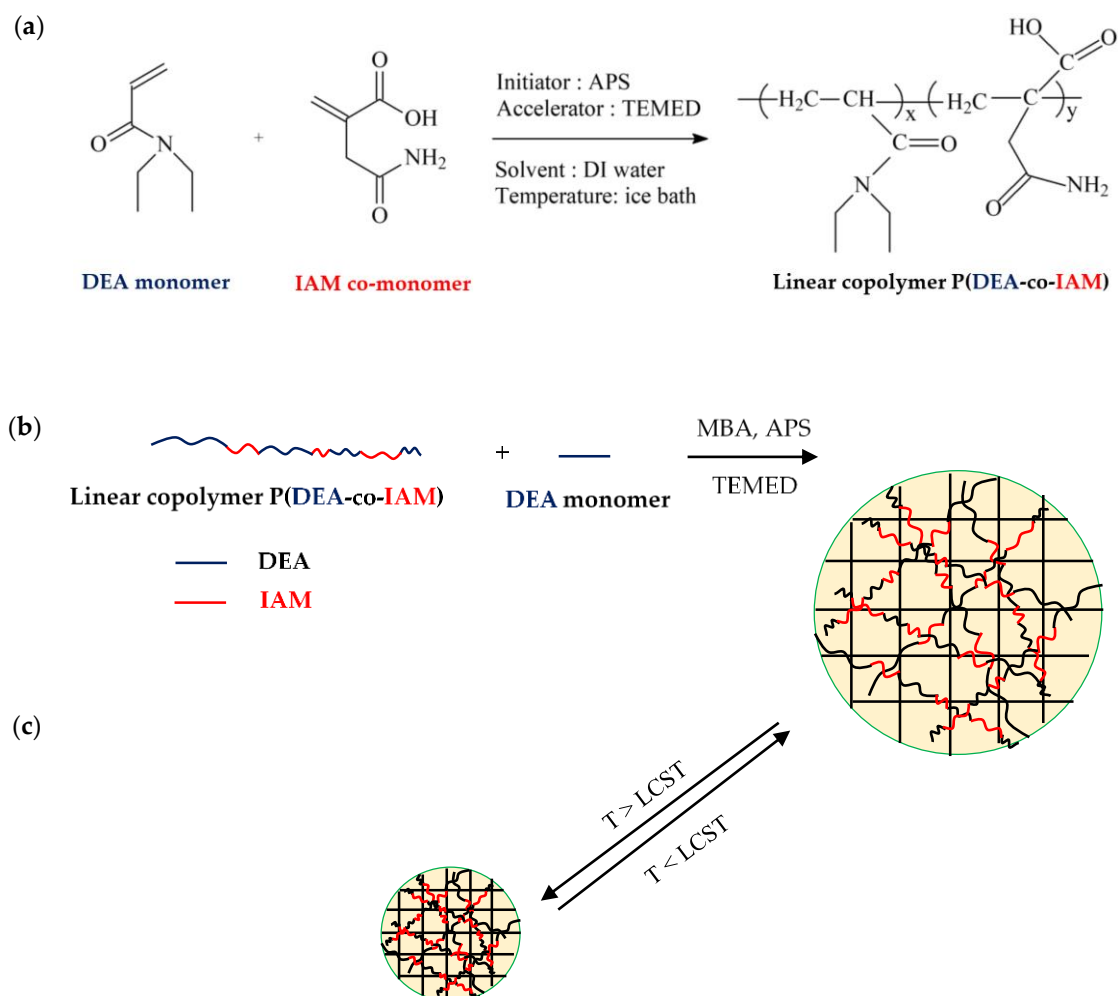 (a)
O
N
DEA monomer
+
O
OH
NH2
O
IAM co-monomer
Initiator : APS
Accelerator : TEMED
Solvent : DI water
Temperature: ice bath
HO
O
C
H2C
CH
x
H2C
C
y
C
O
N
O
NH2
Linear copolymer P(DEA-co-IAM)
(b)
Linear copolymer P(DEA-co-IAM)
+
DEA monomer
MBA, APS
TEMED
DEA
IAM
(c)
T > LCST
T < LCST